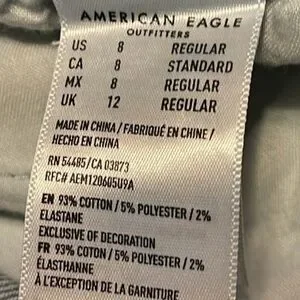 AMERICAN EAGLE
OUTFITTERS
US 8 REGULAR
CA 8 STANDARD
MX 8 REGULAR
UK 12 REGULAR
MADE IN CHINA / FABRIQUÉ EN CHINE /
HECHO EN CHINA
RN 54485/CA 03873
RFC# AEM120605U9A
EN 93% COTTON / 5% POLYESTER / 2%
ELASTANE
EXCLUSIVE OF DECORATION
FR 93% COTON / 5% POLYESTER / 2%
ÉLASTHANNE
À L'EXCEPTION DE LA GARNITURE